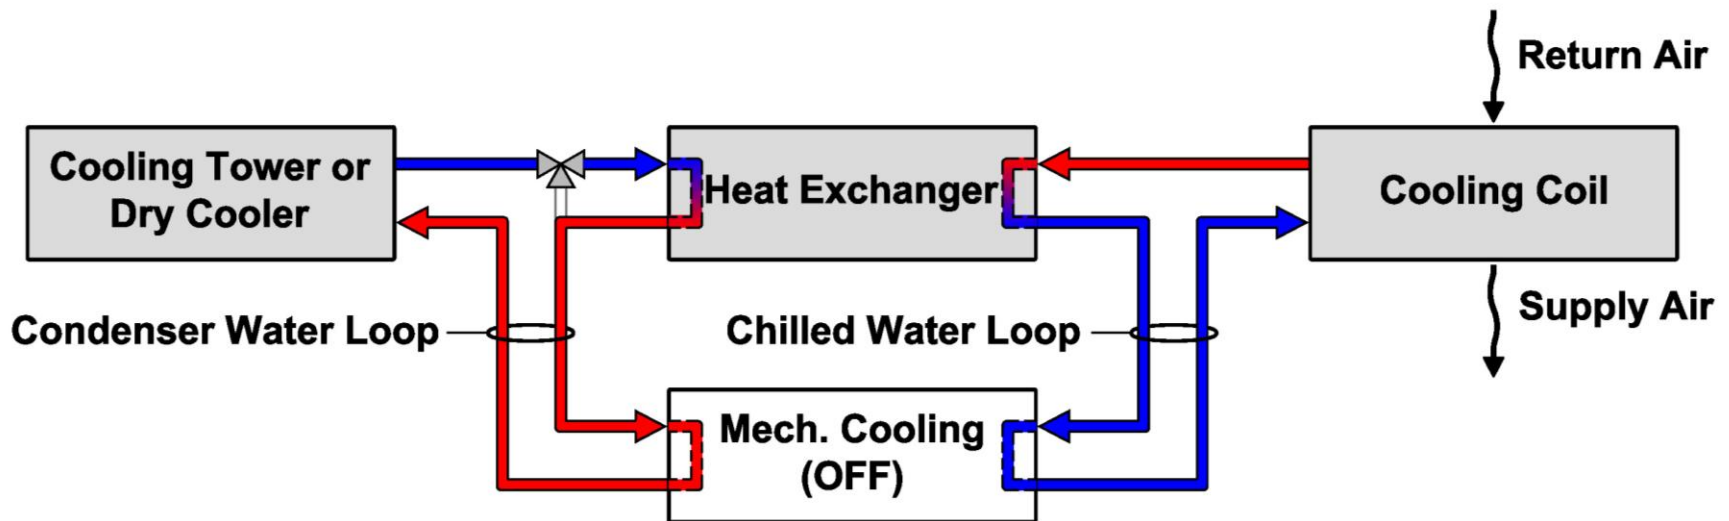 Return Air
Cooling Tower or
Dry Cooler
Heat Exchanger
Cooling Coil
Supply Air
Condenser Water Loop
Chilled Water Loop
Mech. Cooling
(OFF)